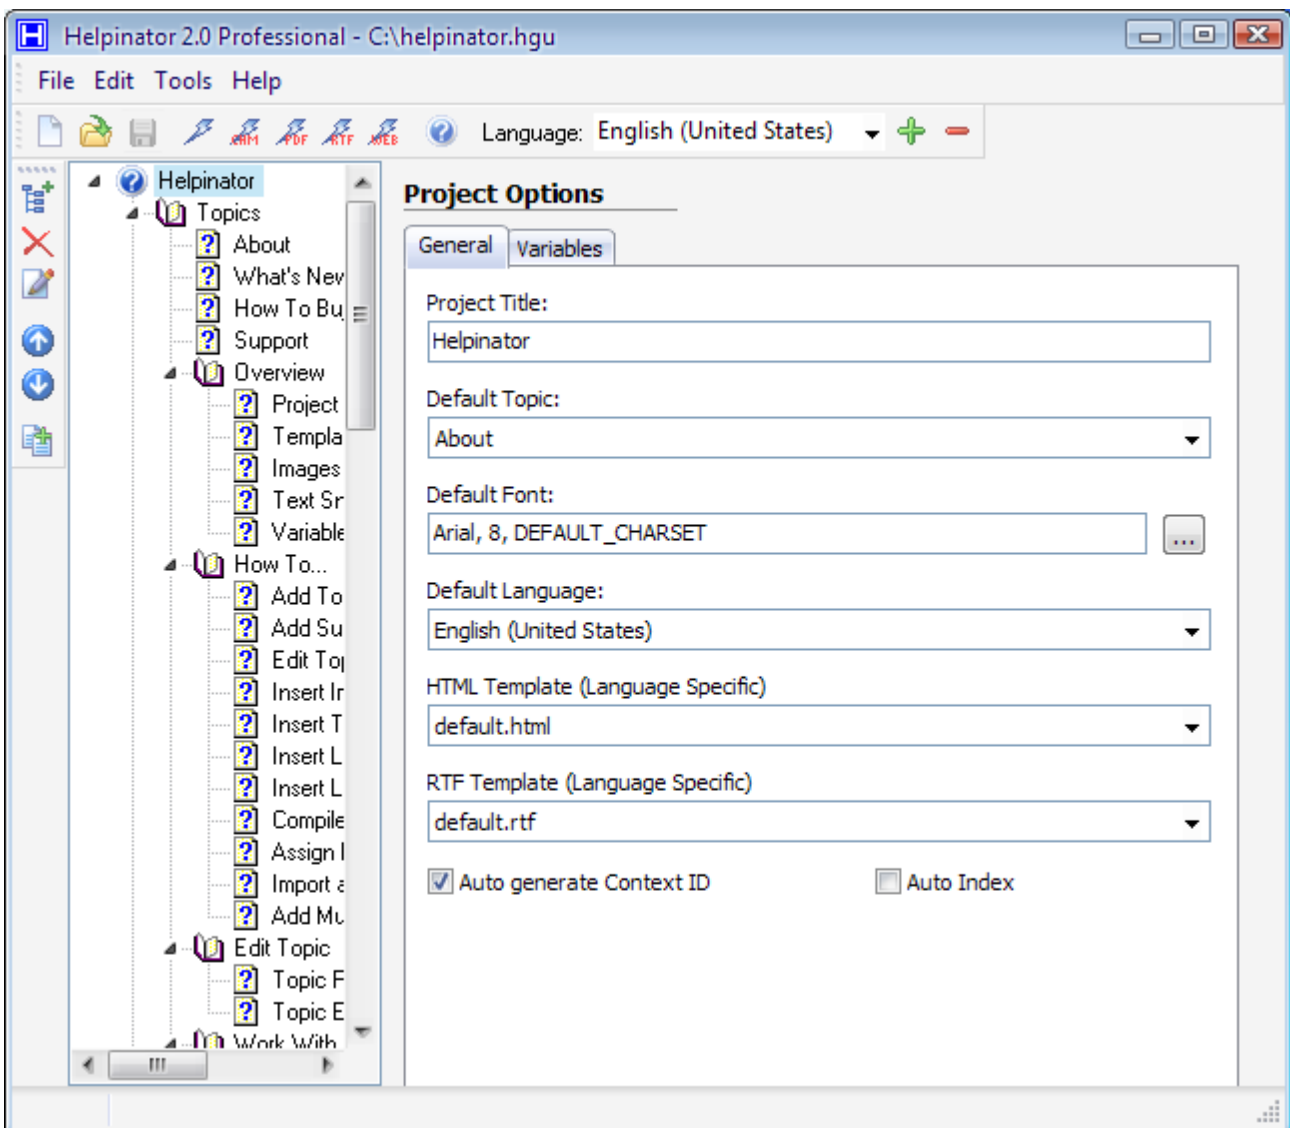 Helpinator 2.0 Professional - C:\helpinator.hgu
File Edit Tools Help
Language: English (United States)
Helpinator
Topics
About
What's New
How To Bu
Support
Overview
Project
Templa
Images
Text Sr
Variable
How To...
Add To
Add Su
Edit To
Insert Ir
Insert T
Insert L
Insert L
Compile
Assign
Import a
Add Mu
Edit Topic
Topic F
Topic E
Work With
Project Options
General Variables
Project Title:
Helpinator
Default Topic:
About
Default Font:
Arial, 8, DEFAULT_CHARSET
...
Default Language:
English (United States)
HTML Template (Language Specific)
default.html
RTF Template (Language Specific)
default.rtf
Auto generate Context ID Auto Index